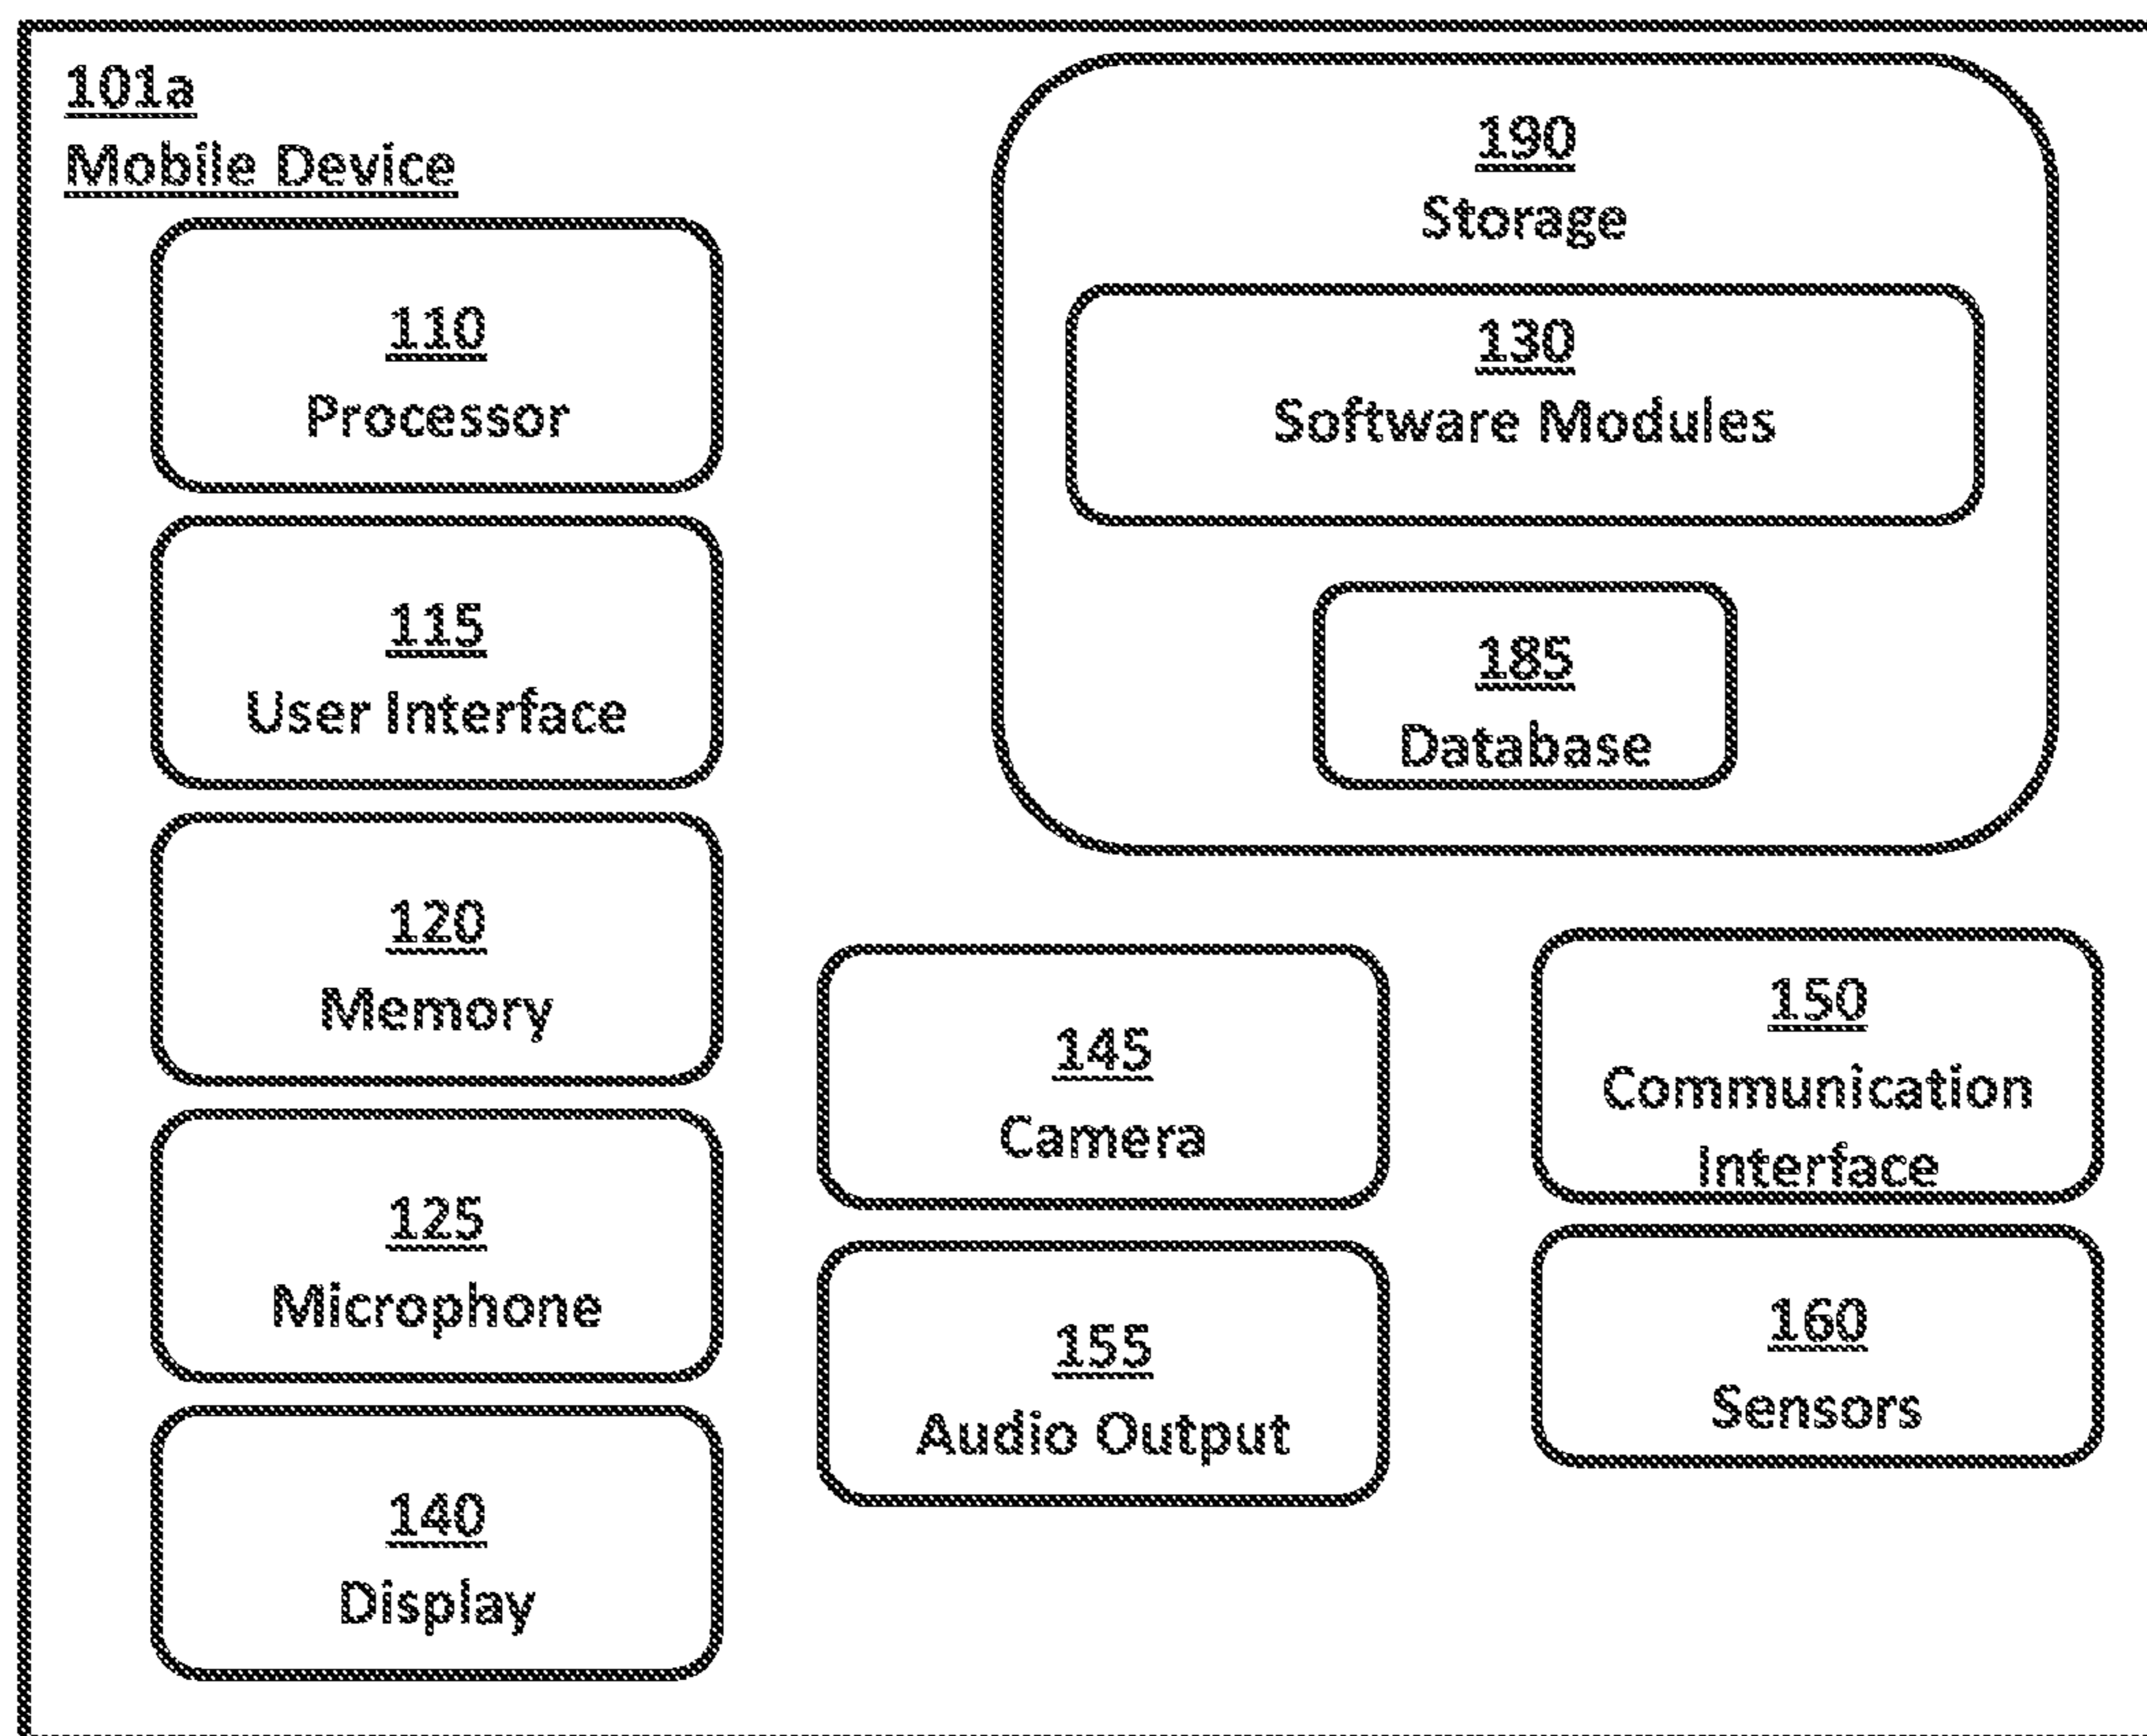 101a
Mobile Device
110
Processor
115
User Interface
120
Memory
125
Microphone
140
Display
190
Storage
130
Software Modules
185
Database
145
Camera
155
Audio Output
150
Communication
Interface
160
Sensors